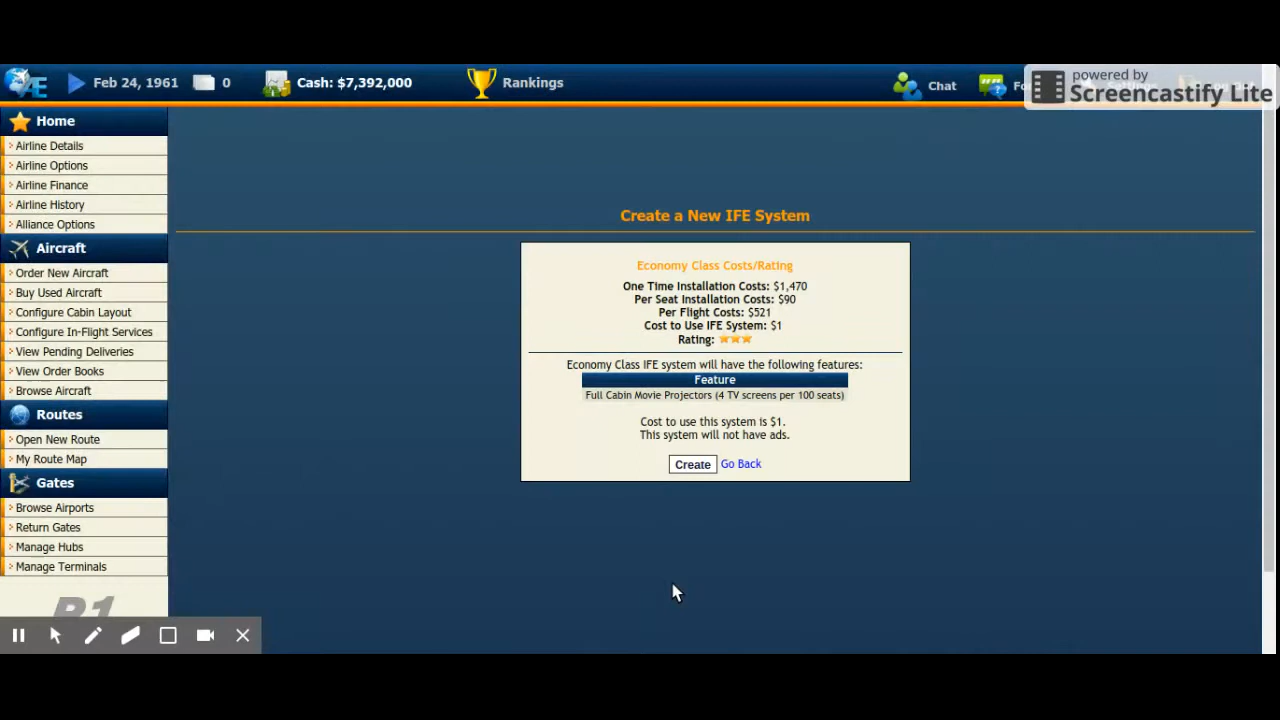 AE
Feb 24, 1961
0
Cash: $7,392,000
Rankings
Chat
Fo
powered by
Screencastify Lite
Home
Airline Details
Airline Options
Airline Finance
Airline History
Alliance Options
Aircraft
Order New Aircraft
Buy Used Aircraft
Configure Cabin Layout
Configure In-Flight Services
View Pending Deliveries
View Order Books
Browse Aircraft
Routes
Open New Route
My Route Map
Gates
Browse Airports
Return Gates
Manage Hubs
Manage Terminals
R1
Create a New IFE System
Economy Class Costs/Rating
One Time Installation Costs: $1,470
Per Seat Installation Costs: $90
Per Flight Costs: $521
Cost to Use IFE System: $1
Rating:
Economy Class IFE system will have the following features:
Feature
Full Cabin Movie Projectors (4 TV screens per 100 seats)
Cost to use this system is $1.
This system will not have ads.
Create Go Back